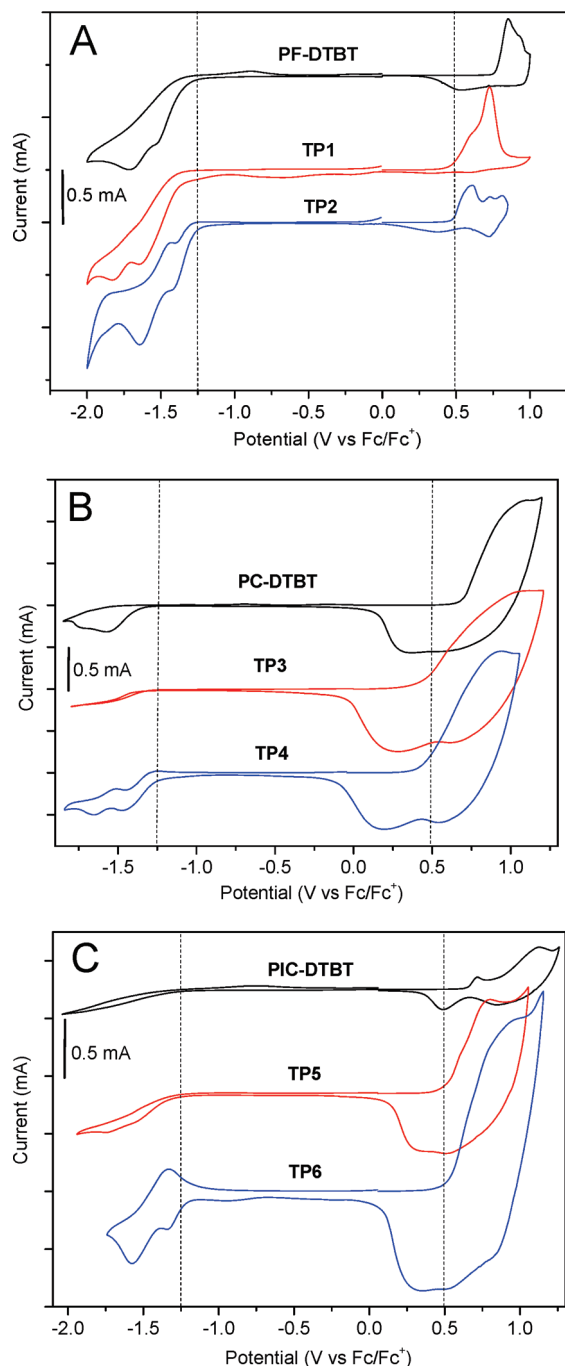 A
PF-DTBT
TP1
0.5 mA
TP2
Current (mA)
-2.0 -1.5 -1.0 -0.5 0.0 0.5 1.0
Potential (V vs Fc/Fc⁺)
B
PC-DTBT
0.5 mA
TP3
TP4
Current (mA)
-1.5 -1.0 -0.5 0.0 0.5 1.0
Potential (V vs Fc/Fc⁺)
C
PIC-DTBT
0.5 mA
TP5
TP6
Current (mA)
-2.0 -1.5 -1.0 -0.5 0.0 0.5 1.0
Potential (V vs Fc/Fc⁺)